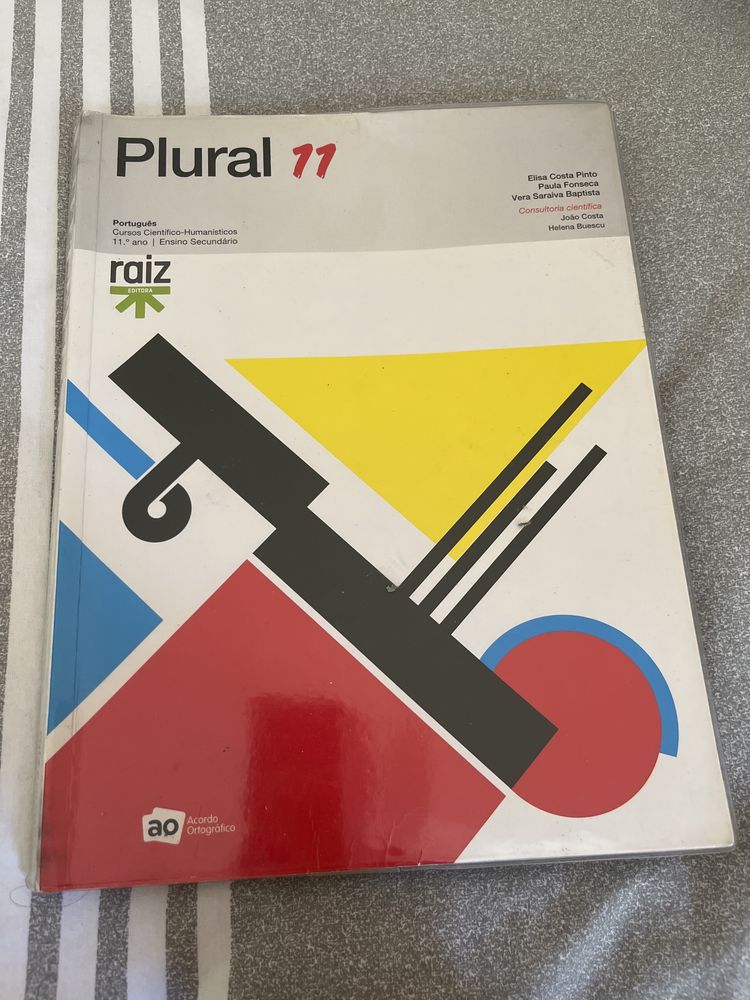 Plural 11
Elisa Costa Pinto
Paula Fonseca
Vera Saraiva Baptista
Consultoria científica
João Costa
Helena Buescu
Português
Cursos Científico-Humanísticos
11.º ano | Ensino Secundário
raiz
EDITORA
ao Acordo
Ortográfico